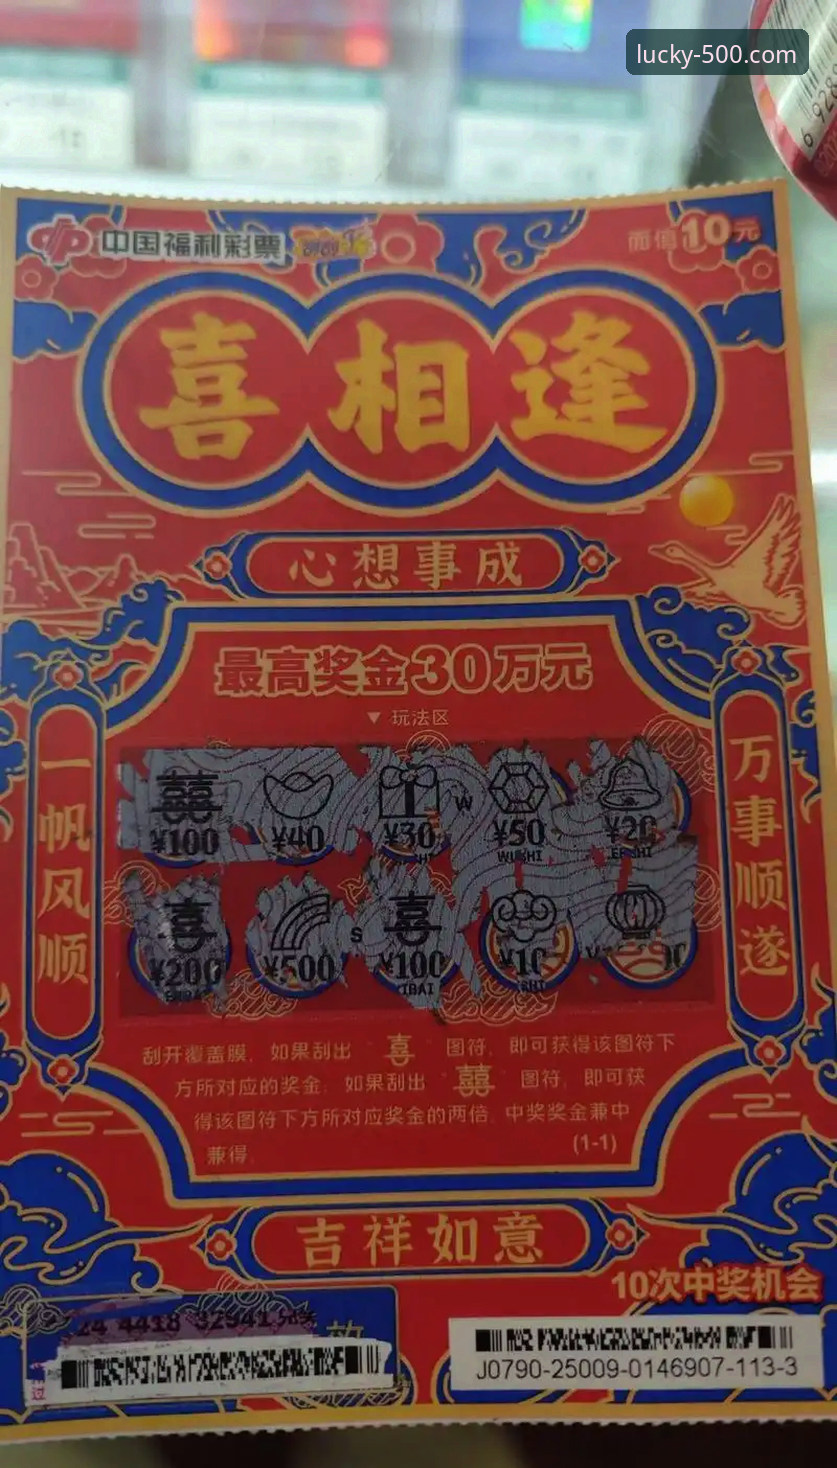 lucky-500.com
中国福利彩票 刮刮乐
面值10元
喜相逢
心想事成
最高奖金30万元
▼ 玩法区
一帆风顺
万事顺遂
囍 W
¥100 ¥40 ¥30 ¥50 ¥20
喜 S 喜
¥200 ¥500 ¥100 ¥10
刮开覆盖膜，如果刮出 喜 图符，即可获得该图符下
方所对应的奖金；如果刮出 囍 图符，即可获
得该图符下方所对应奖金的两倍。中奖奖金兼中
兼得。 (1-1)
吉祥如意
10次中奖机会
J0790-25009-0146907-113-3